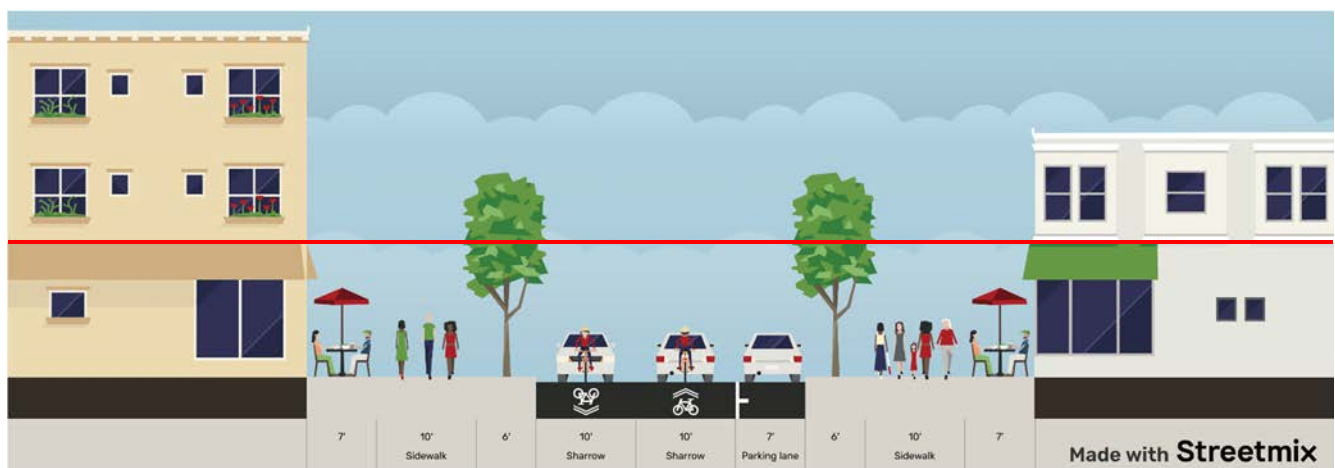 7' 10' 6' 10' 10' 7' 6' 10' 7'
Sidewalk Sharrow Sharrow Parking lane Sidewalk
Made with Streetmix